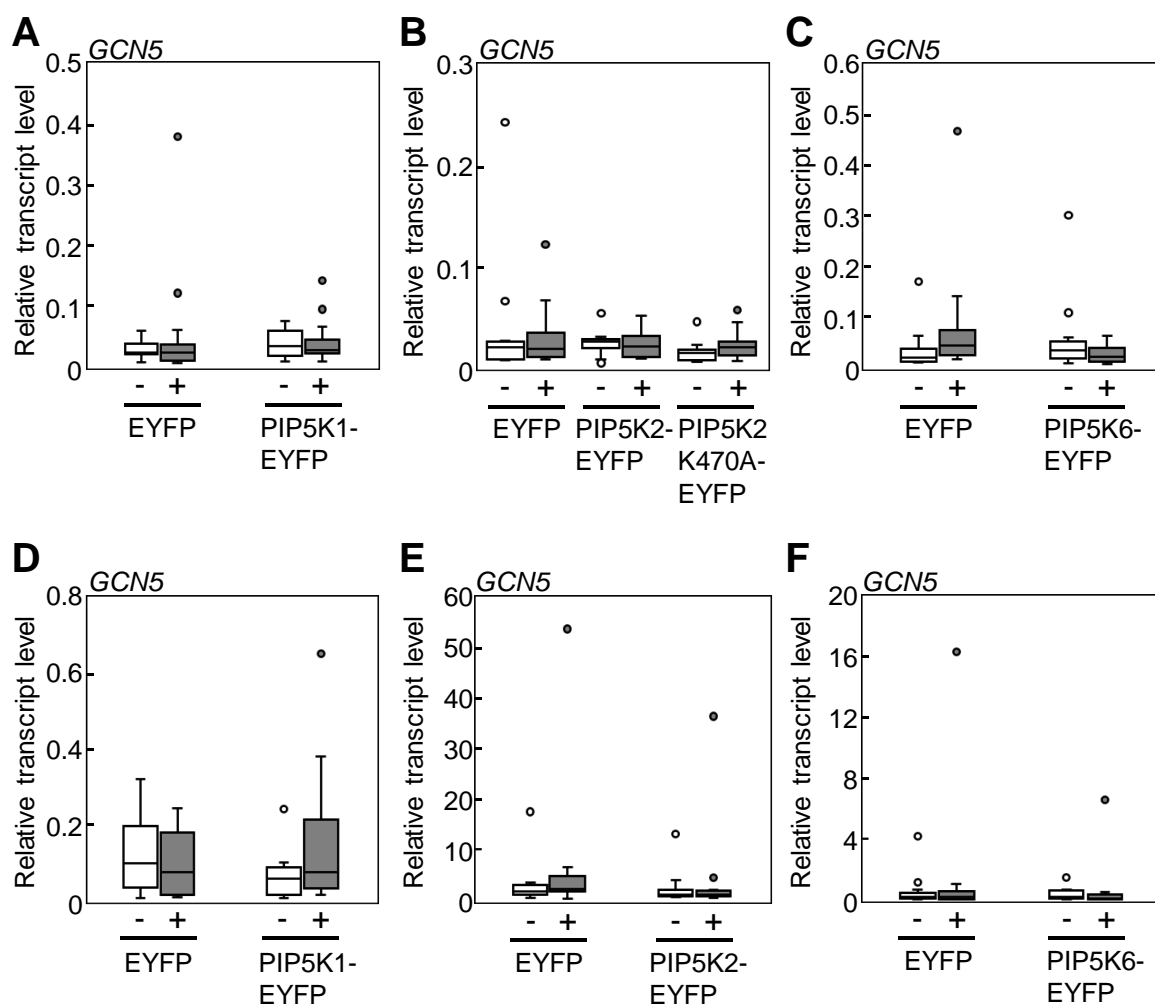 A
GCN5
Relative transcript level
0.5
0.4
0.3
0.2
0.1
0
- +
- +
EYFP
PIP5K1-
EYFP
B
GCN5
Relative transcript level
0.3
0.2
0.1
0
- +
- +
- +
EYFP
PIP5K2-
EYFP
PIP5K2
K470A-
EYFP
C
GCN5
Relative transcript level
0.6
0.5
0.4
0.3
0.2
0.1
0
- +
- +
EYFP
PIP5K6-
EYFP
D
GCN5
Relative transcript level
0.8
0.6
0.4
0.2
0
- +
- +
EYFP
PIP5K1-
EYFP
E
GCN5
Relative transcript level
60
50
40
30
20
10
0
- +
- +
EYFP
PIP5K2-
EYFP
F
GCN5
Relative transcript level
20
16
12
8
4
0
- +
- +
EYFP
PIP5K6-
EYFP